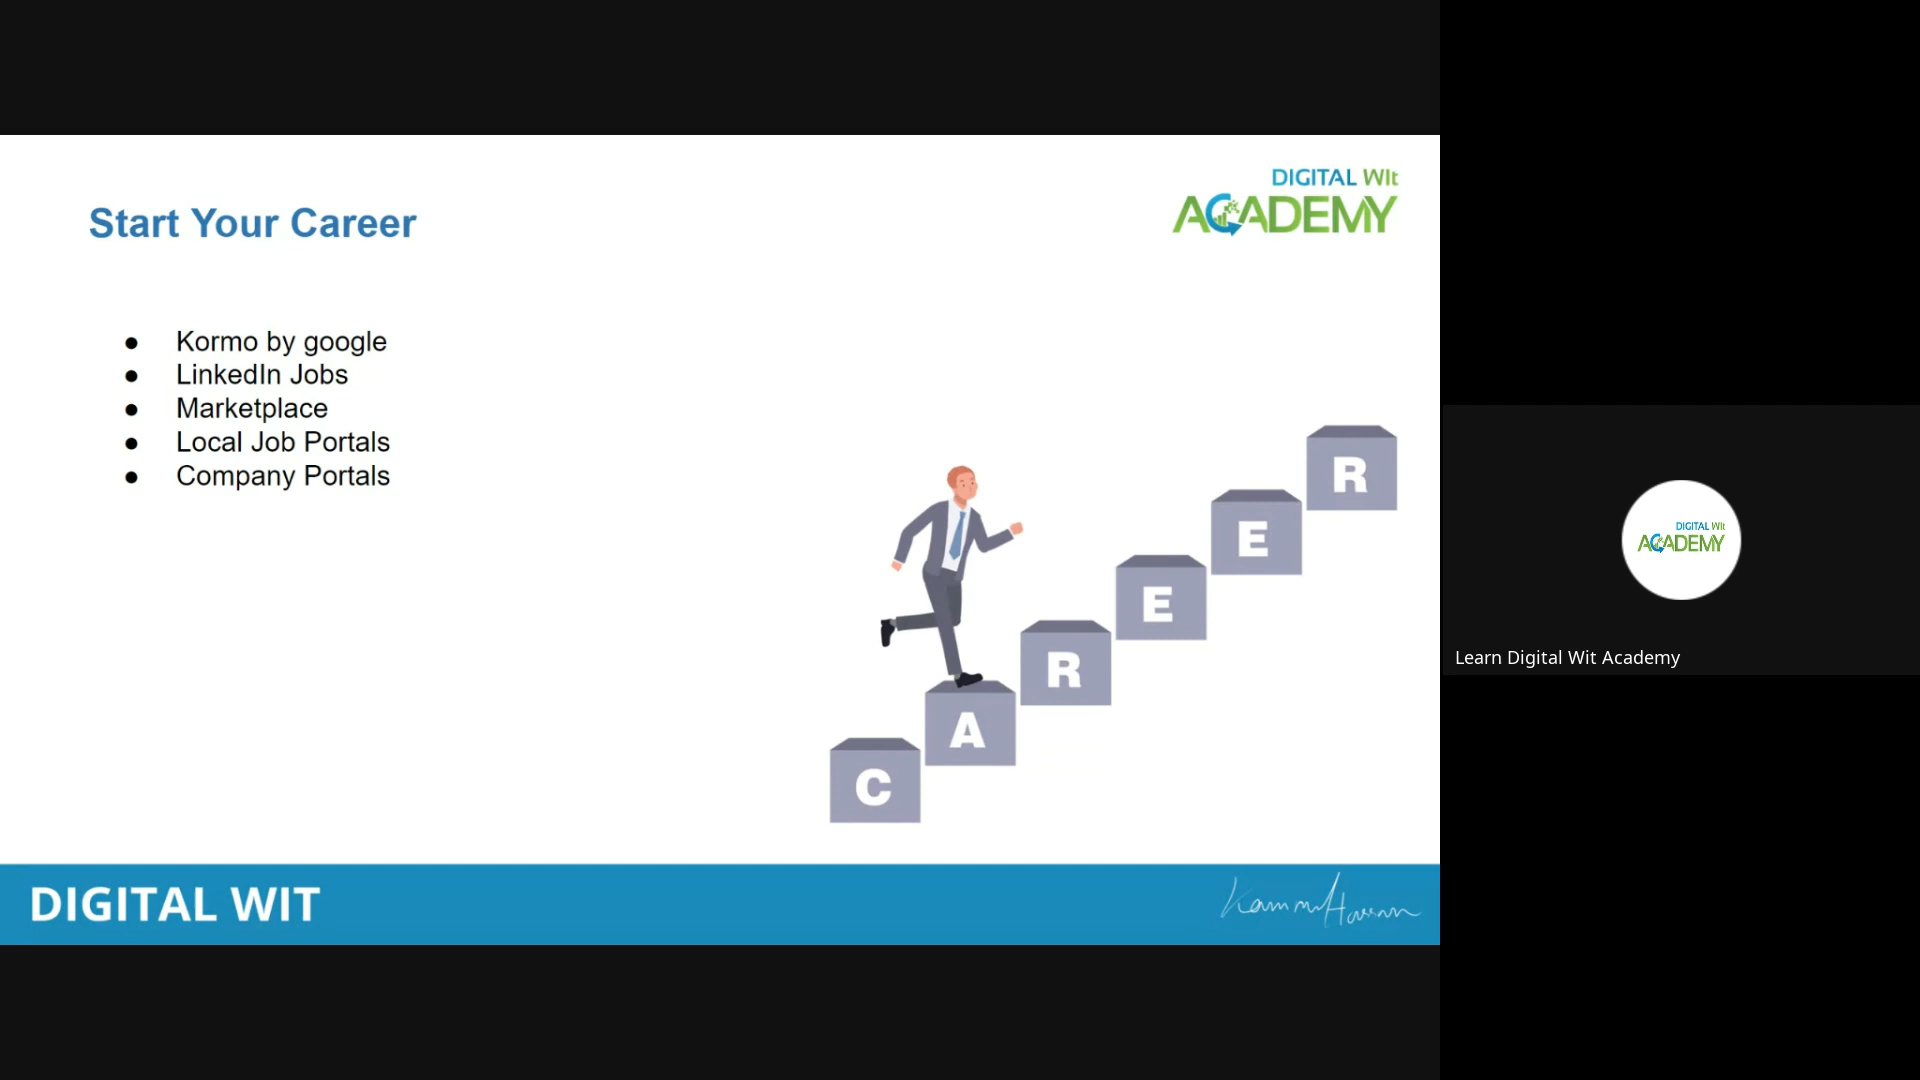 DIGITAL WIt
ACADEMY
Start Your Career
● Kormo by google
● LinkedIn Jobs
● Marketplace
● Local Job Portals
● Company Portals
R
E
E
R
A
C
DIGITAL WIT
DIGITAL WIt
ACADEMY
Learn Digital Wit Academy